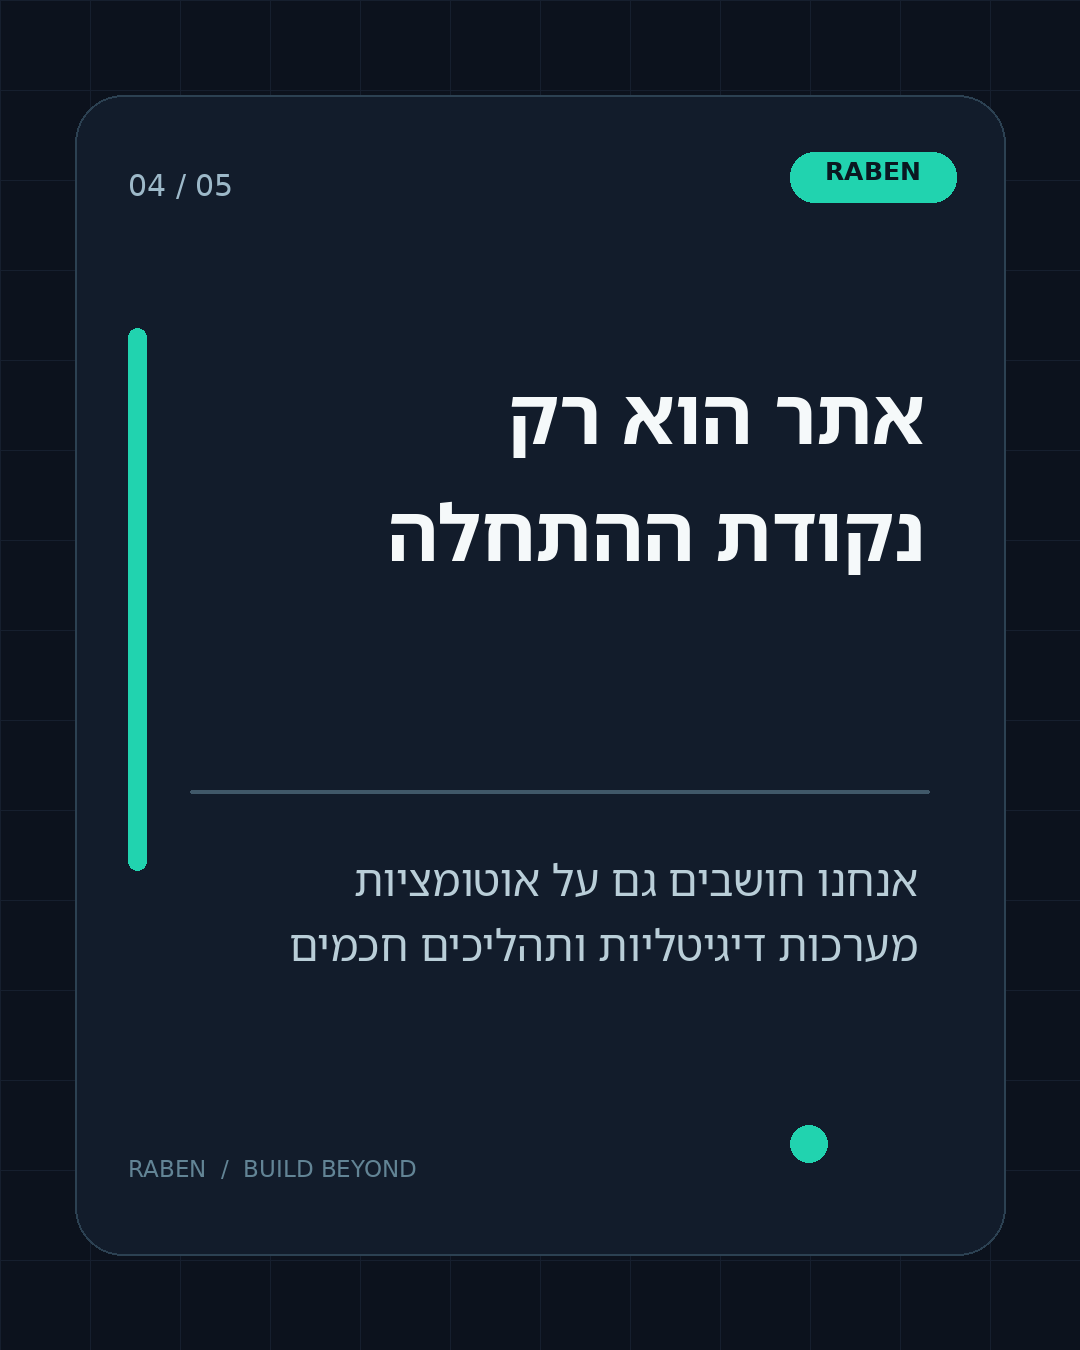 04 / 05
RABEN
אתר הוא רק
נקודת ההתחלה
אנחנו חושבים גם על אוטומציות
מערכות דיגיטליות ותהליכים חכמים
RABEN / BUILD BEYOND